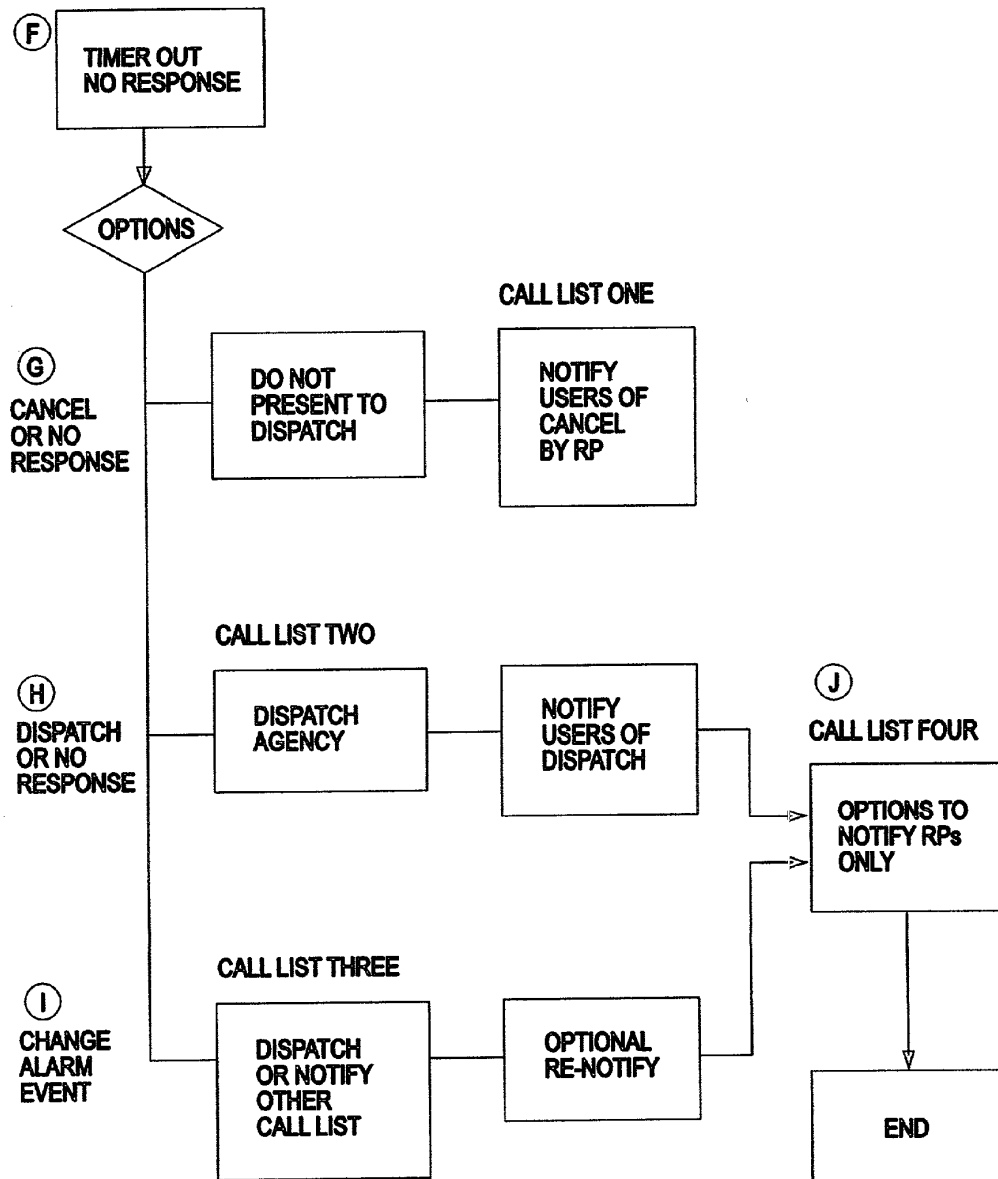 F
TIMER OUT
NO RESPONSE
OPTIONS
CALL LIST ONE
G
CANCEL
OR NO
RESPONSE
DO NOT
PRESENT TO
DISPATCH
NOTIFY
USERS OF
CANCEL
BY RP
CALL LIST TWO
H
DISPATCH
OR NO
RESPONSE
DISPATCH
AGENCY
NOTIFY
USERS OF
DISPATCH
J
CALL LIST FOUR
OPTIONS TO
NOTIFY RPs
ONLY
CALL LIST THREE
I
CHANGE
ALARM
EVENT
DISPATCH
OR NOTIFY
OTHER
CALL LIST
OPTIONAL
RE-NOTIFY
END